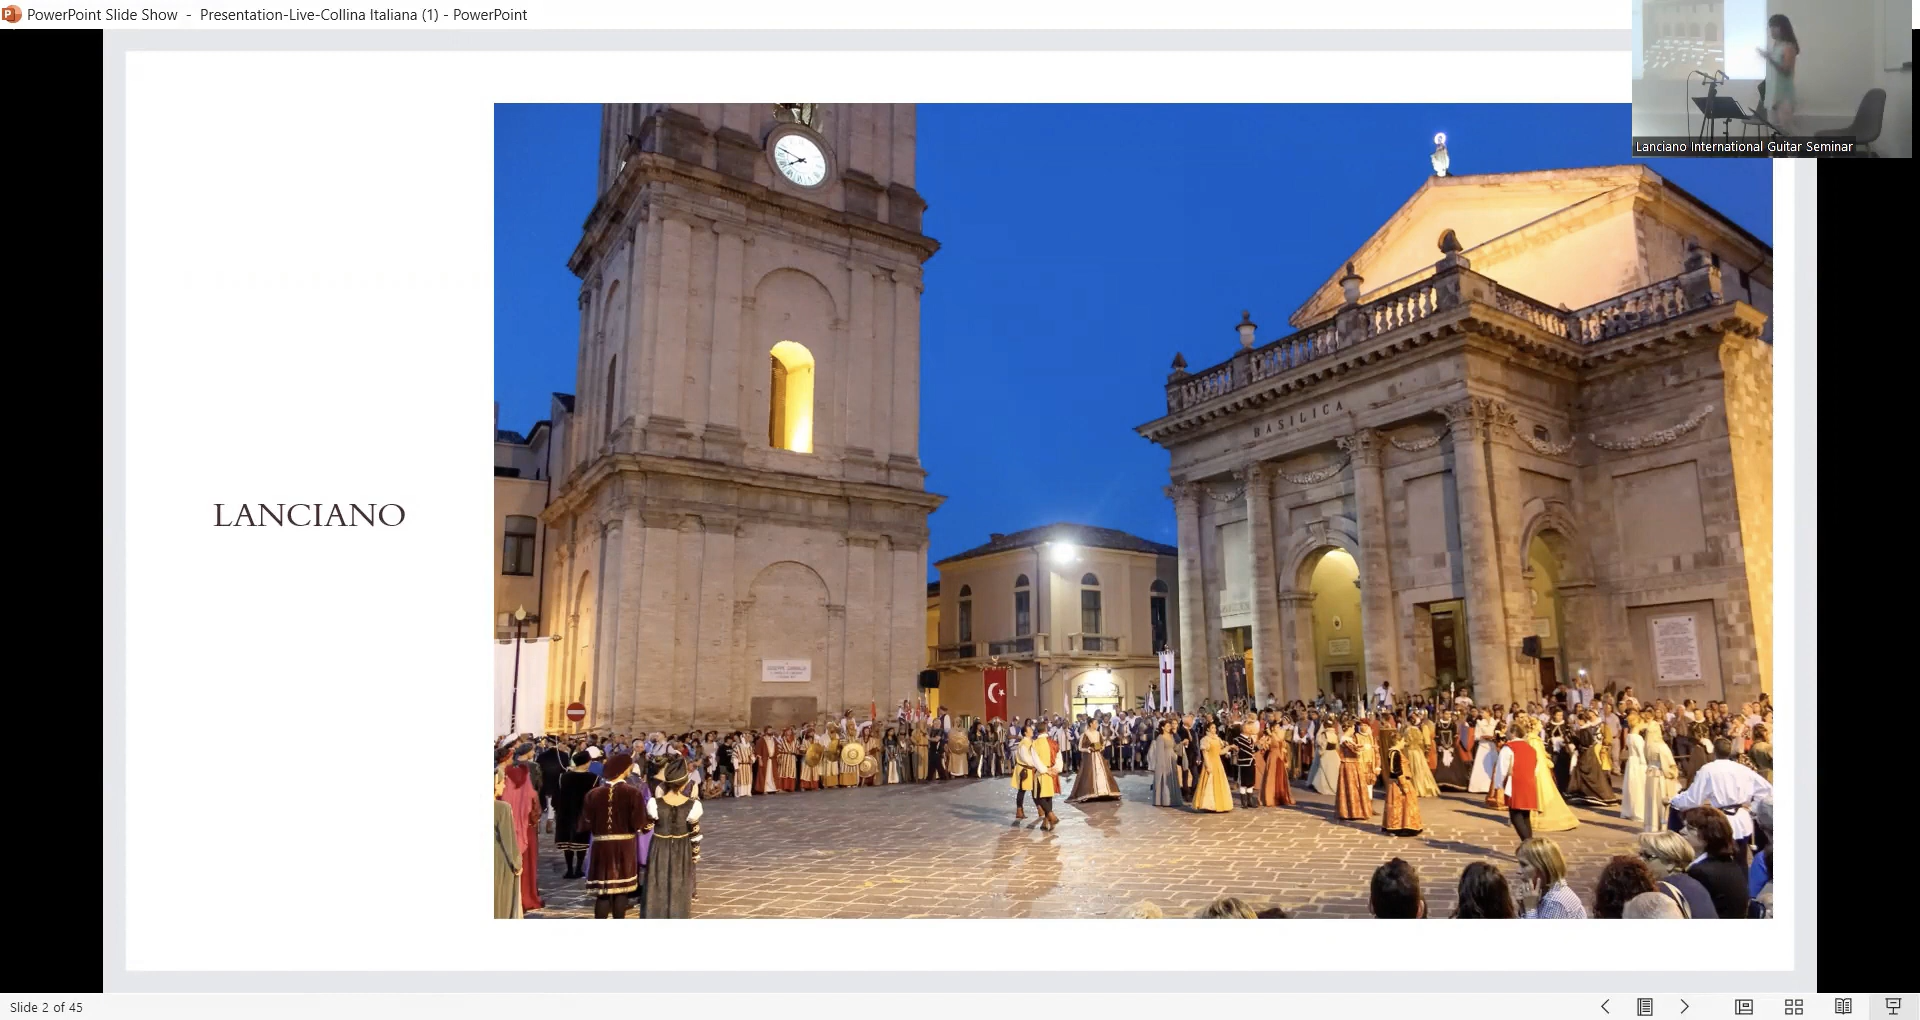 PowerPoint Slide Show - Presentation-Live-Collina Italiana (1) - PowerPoint
Lanciano International Guitar Seminar
LANCIANO
BASILICA
Slide 2 of 45